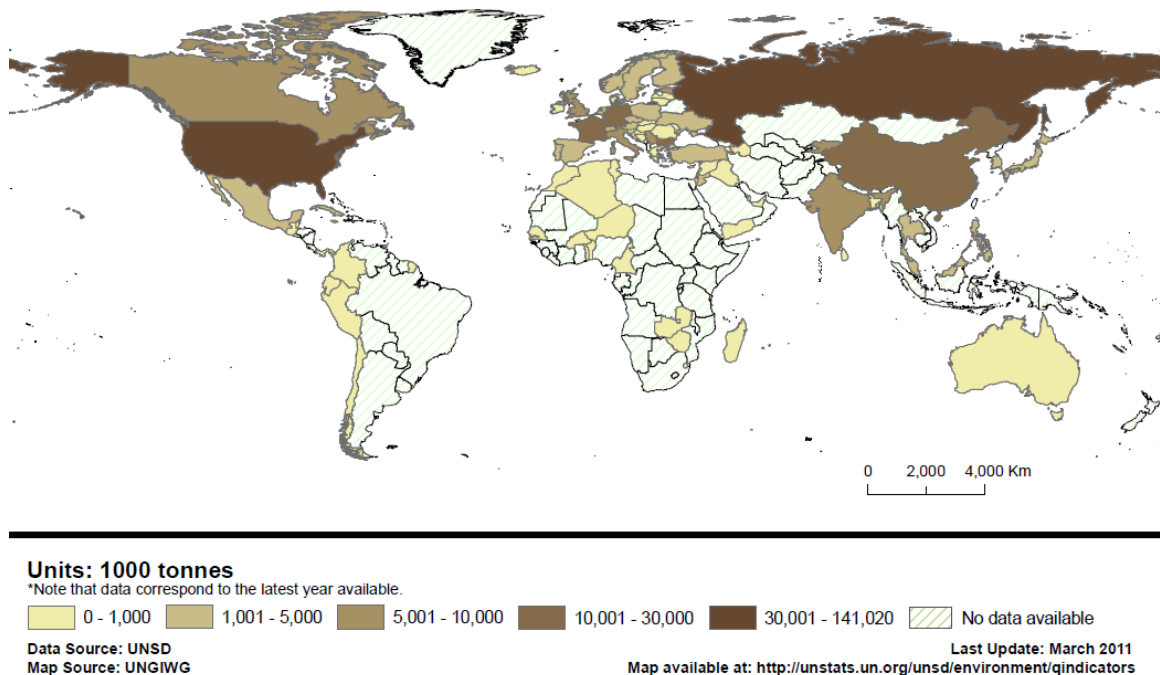 0 2,000 4,000 Km
Units: 1000 tonnes
*Note that data correspond to the latest year available.
0 - 1,000 1,001 - 5,000 5,001 - 10,000 10,001 - 30,000 30,001 - 141,020 No data available
Data Source: UNSD Last Update: March 2011
Map Source: UNGIWG Map available at: http://unstats.un.org/unsd/environment/qindicators